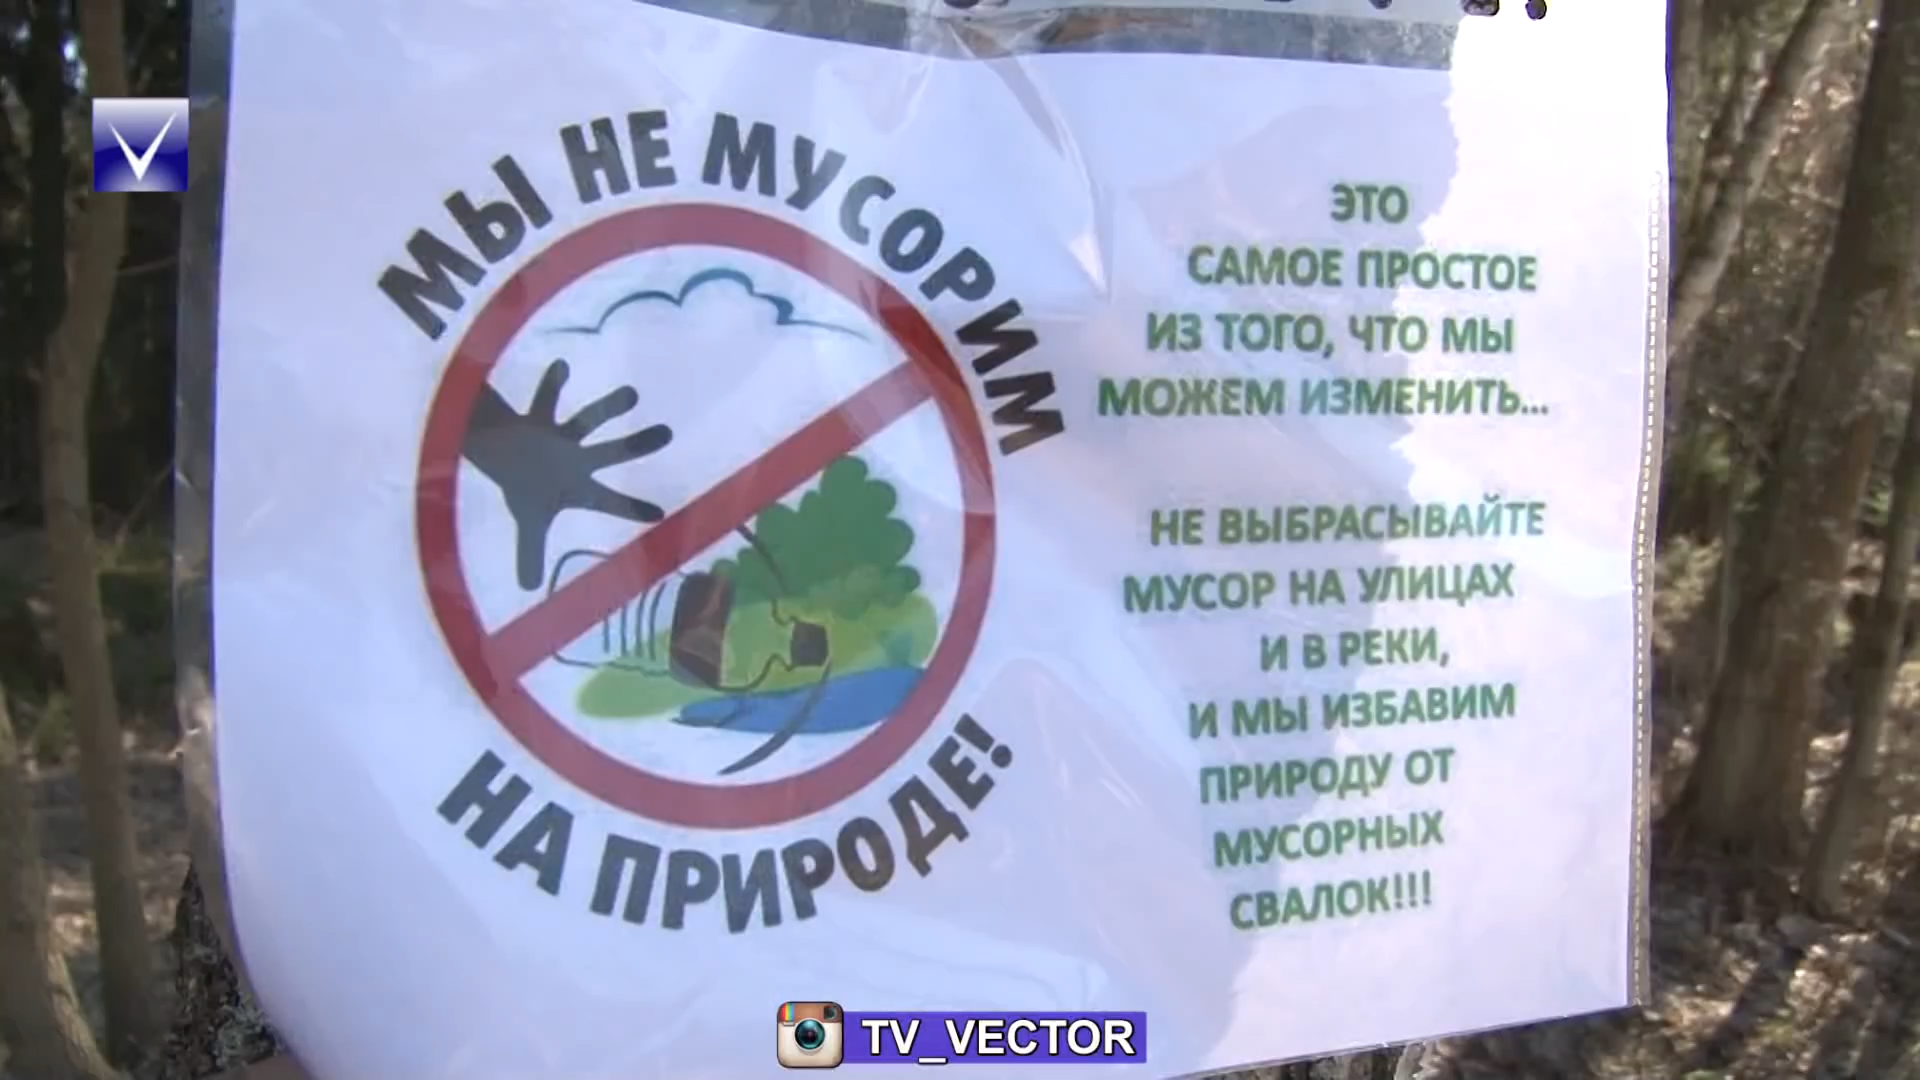 МЫ НЕ МУСОРИМ
НА ПРИРОДЕ!
ЭТО
САМОЕ ПРОСТОЕ
ИЗ ТОГО, ЧТО МЫ
МОЖЕМ ИЗМЕНИТЬ...
НЕ ВЫБРАСЫВАЙТЕ
МУСОР НА УЛИЦАХ
И В РЕКИ,
И МЫ ИЗБАВИМ
ПРИРОДУ ОТ
МУСОРНЫХ
СВАЛОК!!!
TV_VECTOR